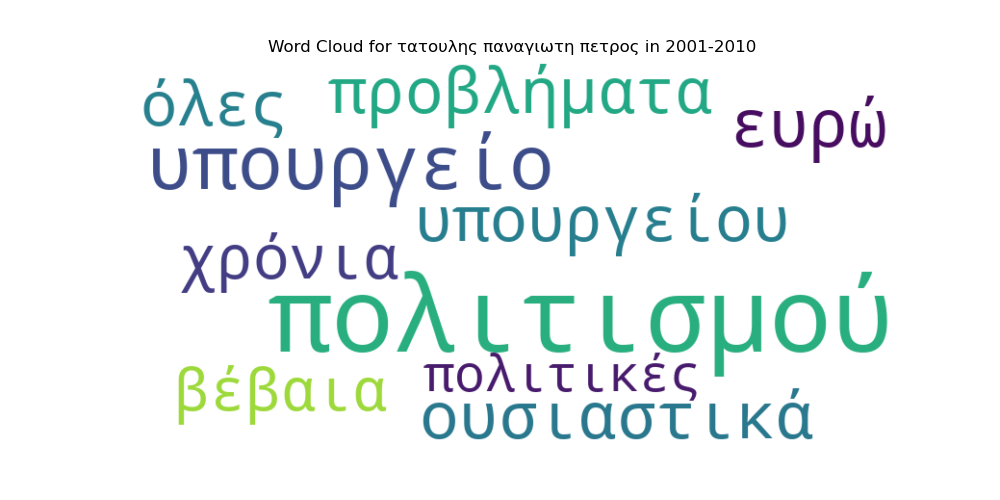 Word Cloud for τατουλης παναγιωτη πετρος in 2001-2010
προβλήματα
όλες
ευρώ
υπουργείο
υπουργείου
χρόνια
πολιτισμού
πολιτικές
βέβαια
ουσιαστικά